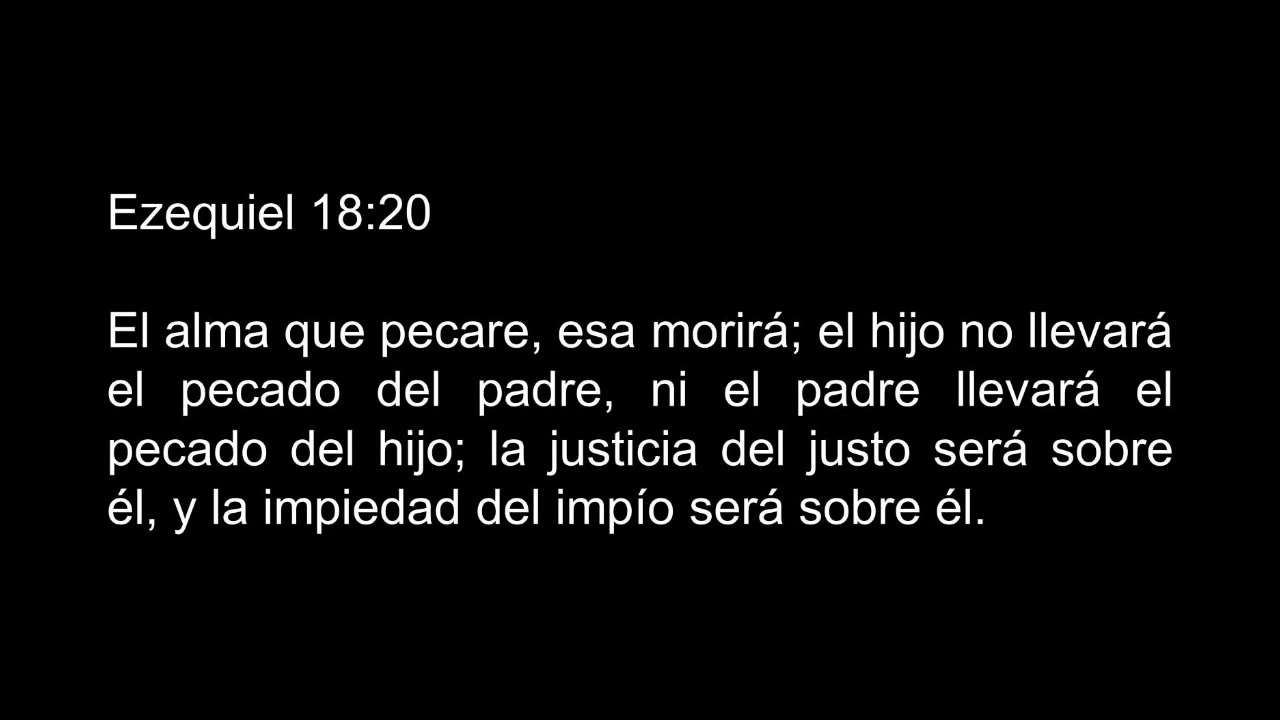 Ezequiel 18:20
El alma que pecare, esa morirá; el hijo no llevará
el pecado del padre, ni el padre llevará el
pecado del hijo; la justicia del justo será sobre
él, y la impiedad del impío será sobre él.